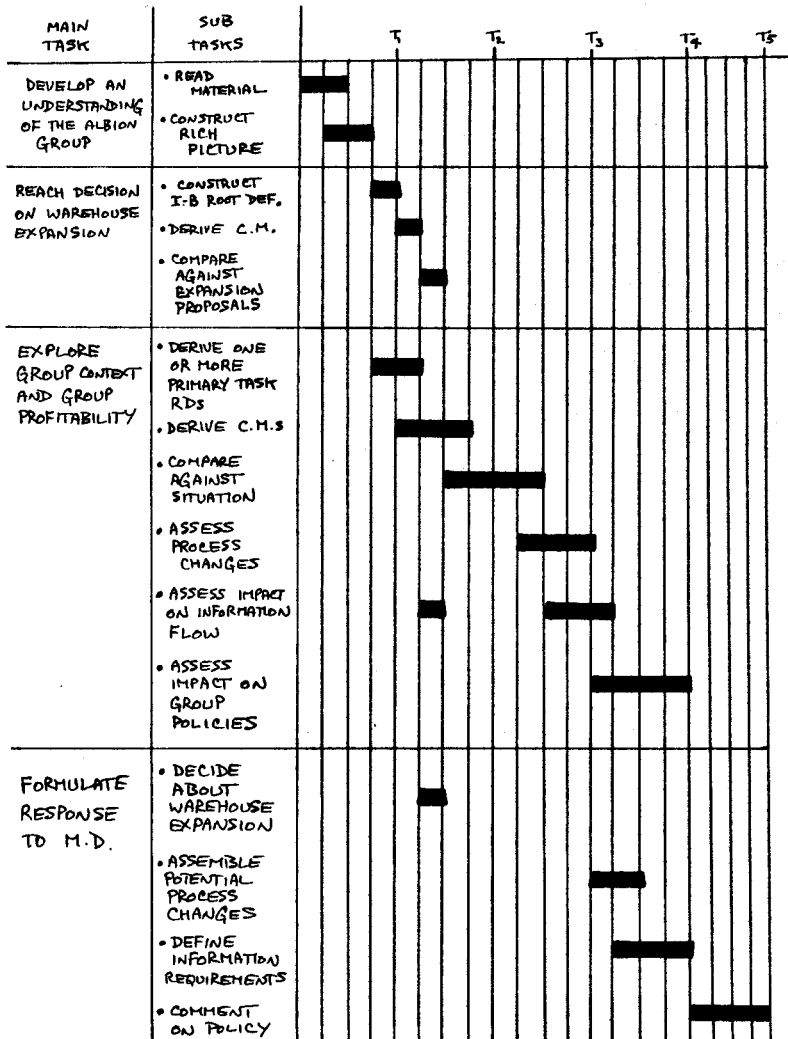 MAIN TASK
SUB TASKS
T1
T2
T3
T4
T5
DEVELOP AN
UNDERSTANDING
OF THE ALBION
GROUP
• READ
MATERIAL
• CONSTRUCT
RICH
PICTURE
REACH DECISION
ON WAREHOUSE
EXPANSION
• CONSTRUCT
I-B ROOT DEF.
• DERIVE C.M.
• COMPARE
AGAINST
EXPANSION
PROPOSALS
EXPLORE
GROUP CONTEXT
AND GROUP
PROFITABILITY
• DERIVE ONE
OR MORE
PRIMARY TASK
RDS
• DERIVE C.M.S
• COMPARE
AGAINST
SITUATION
• ASSESS
PROCESS
CHANGES
• ASSESS IMPACT
ON INFORMATION
FLOW
• ASSESS
IMPACT ON
GROUP
POLICIES
FORMULATE
RESPONSE
TO M.D.
• DECIDE
ABOUT
WAREHOUSE
EXPANSION
• ASSEMBLE
POTENTIAL
PROCESS
CHANGES
• DEFINE
INFORMATION
REQUIREMENTS
• COMMENT
ON POLICY